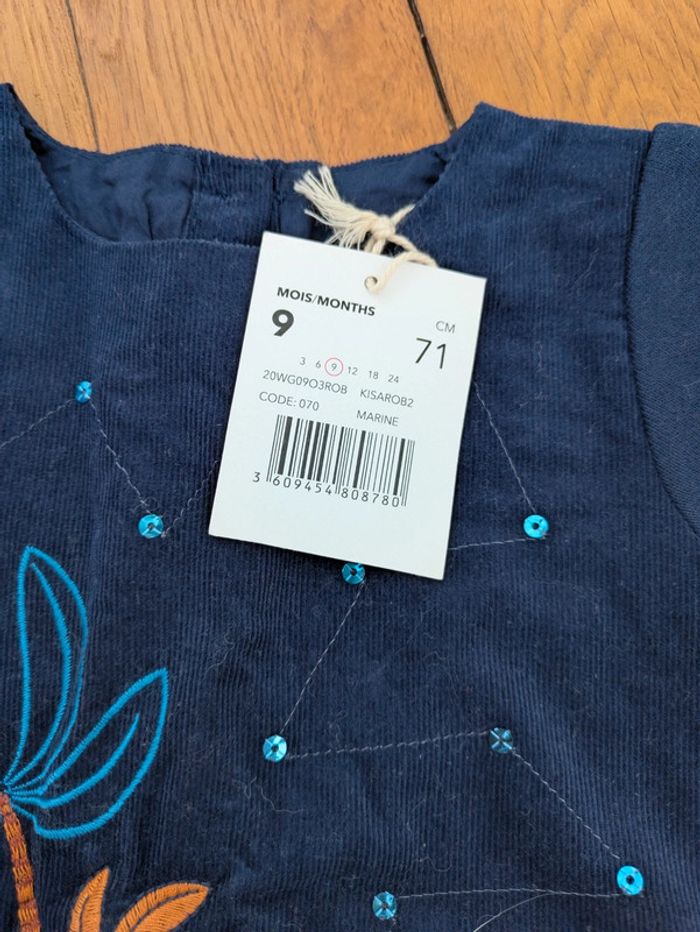 MOIS/MONTHS
9
CM
71
3 6 9 12 18 24
20WG09O3ROB KISAROB2
CODE: 070 MARINE
3 609454 808780